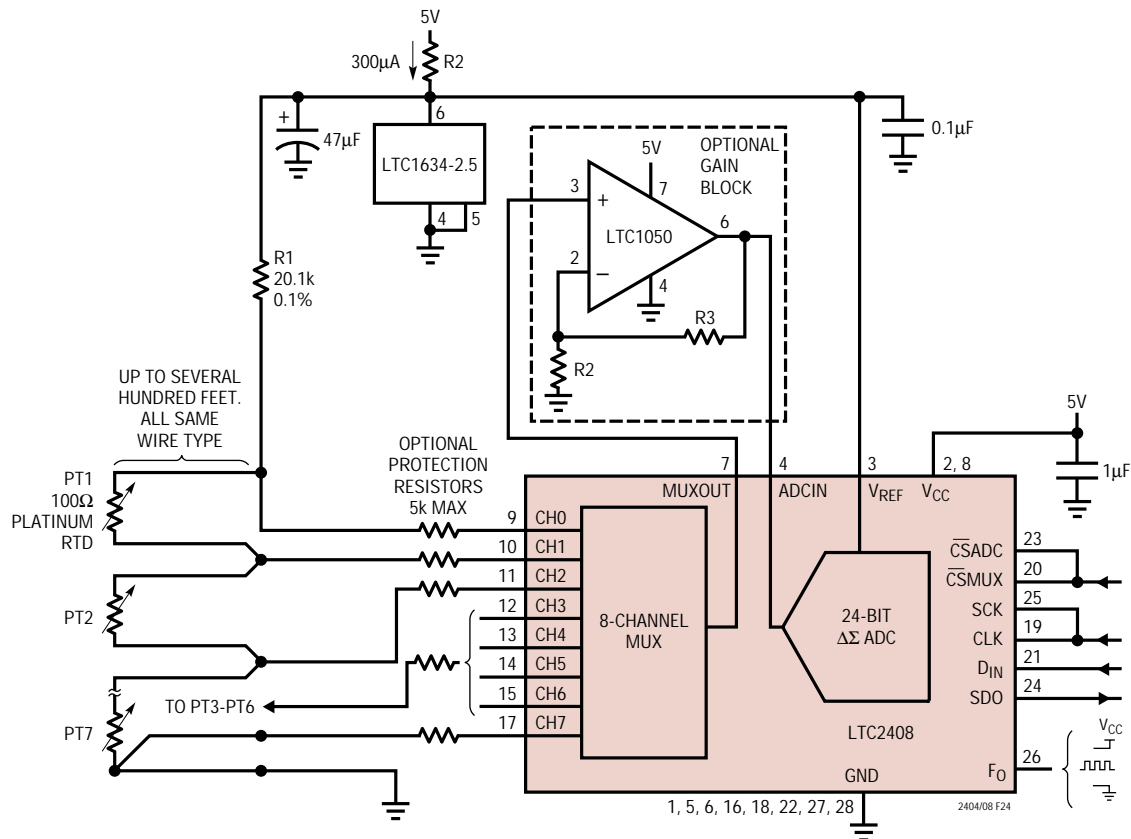 5V
300µA
R2
6
+
47µF
LTC1634-2.5
4
5
0.1µF
OPTIONAL
GAIN
BLOCK
5V
7
3
+
LTC1050
6
2
−
4
R3
R2
R1
20.1k
0.1%
UP TO SEVERAL
HUNDRED FEET.
ALL SAME
WIRE TYPE
PT1
100Ω
PLATINUM
RTD
PT2
PT7
TO PT3-PT6
OPTIONAL
PROTECTION
RESISTORS
5k MAX
5V
1µF
7
4
3
2, 8
MUXOUT
ADCIN
VREF
VCC
9 CH0
10 CH1
11 CH2
12 CH3
13 CH4
14 CH5
15 CH6
17 CH7
8-CHANNEL
MUX
24-BIT
ΔΣ ADC
LTC2408
CSADC 23
CSMUX 20
SCK 25
CLK 19
DIN 21
SDO 24
FO 26
VCC
GND
1, 5, 6, 16, 18, 22, 27, 28
2404/08 F24